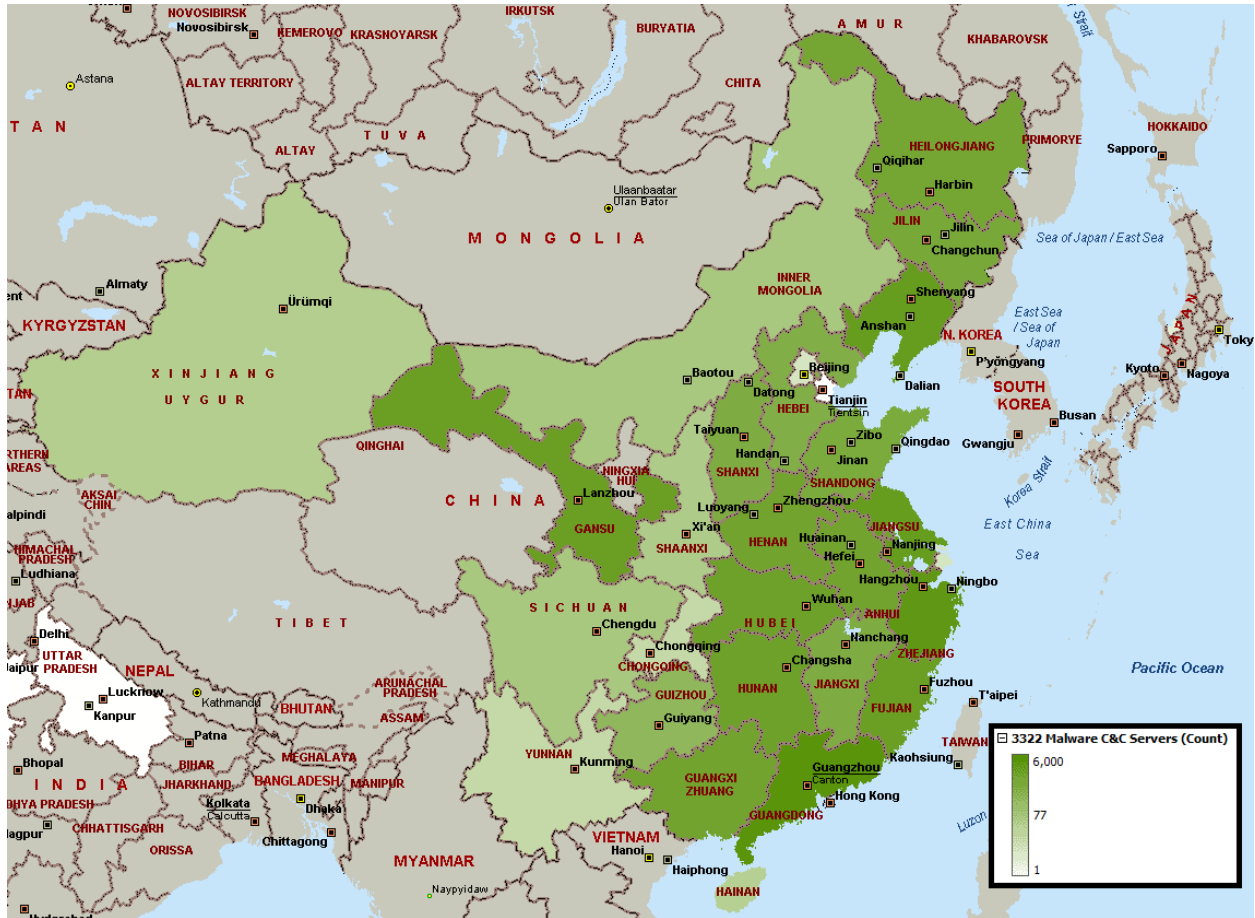 NOVOSIBIRSK
Novosibirsk
KEMEROVO
KRASNOYARSK
IRKUTSK
BURYATIA
AMUR
KHABAROVSK
Strait
Astana
ALTAY TERRITORY
CHITA
TAN
TUVA
ALTAY
HOKKAIDO
PRIMORYE
Sapporo
HEILONGJIANG
Qiqihar
Harbin
Ulaanbaatar
Ulan Bator
MONGOLIA
JILIN
Jilin
Changchun
Sea of Japan / East Sea
Almaty
KYRGYZSTAN
Ürümqi
INNER
MONGOLIA
Shenyang
Anshan
East Sea
/ Sea of
Japan
N. KOREA
JAPAN
P'yŏngyang
Kyoto
Nagoya
XINJIANG
UYGUR
Baotou
Datong
Beijing
Tianjin
Tientsin
Dalian
SOUTH
KOREA
Busan
Gwangju
HEBEI
QINGHAI
Taiyuan
Handan
Zibo
Jinan
Qingdao
Korea Strait
AKSAI
CHIN
NINGXIA
HUI
SHANXI
SHANDONG
CHINA
Lanzhou
GANSU
Luoyang
Zhengzhou
East China
Sea
Xi'an
SHAANXI
HENAN
Huainan
Hefei
JIANGSU
Nanjing
HIMACHAL
PRADESH
Ludhiana
Hangzhou
Ningbo
SICHUAN
Chengdu
Wuhan
HUBEI
ANHUI
TIBET
Delhi
UTTAR
PRADESH
NEPAL
Chongqing
CHONGQING
Nanchang
ZHEJIANG
Changsha
Pacific Ocean
Lucknow
Kanpur
Kathmandu
BHUTAN
ARUNACHAL
PRADESH
ASSAM
GUIZHOU
Guiyang
HUNAN
JIANGXI
FUJIAN
Fuzhou
T'aipei
Patna
BIHAR
MEGHALAYA
YUNNAN
Kunming
TAIWAN
Kaohsiung
Bhopal
INDIA
JHARKHAND
BANGLADESH
MANIPUR
GUANGXI
ZHUANG
Guangzhou
Canton
GUANGDONG
Hong Kong
Kolkata
Calcutta
Dhaka
CHHATTISGARH
Chittagong
ORISSA
VIETNAM
Hanoi
Haiphong
MYANMAR
Naypyidaw
HAINAN
Luzon
3322 Malware C&C Servers (Count)
6,000
77
1